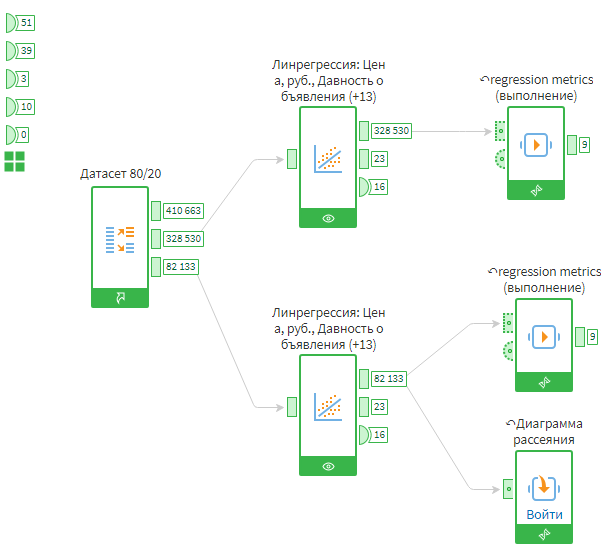 51
39
3
10
0
Датасет 80/20
410 663
328 530
82 133
Линрегрессия: Цен
а, руб., Давность о
бъявления (+13)
328 530
23
16
regression metrics
(выполнение)
9
Линрегрессия: Цен
а, руб., Давность о
бъявления (+13)
82 133
23
16
regression metrics
(выполнение)
9
Диаграмма
рассеяния
Войти